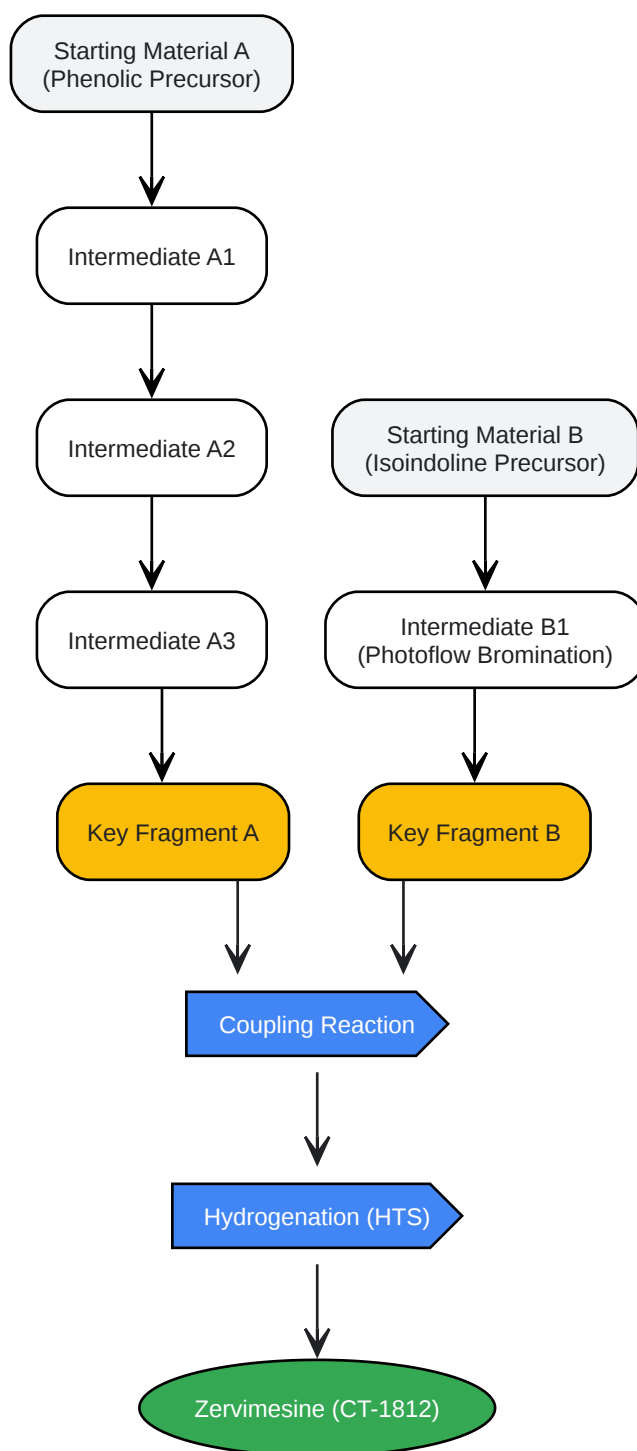 Starting Material A
(Phenolic Precursor)
Intermediate A1
Intermediate A2
Starting Material B
(Isoindoline Precursor)
Intermediate A3
Intermediate B1
(Photoflow Bromination)
Key Fragment A
Key Fragment B
Coupling Reaction
Hydrogenation (HTS)
Zervimesine (CT-1812)